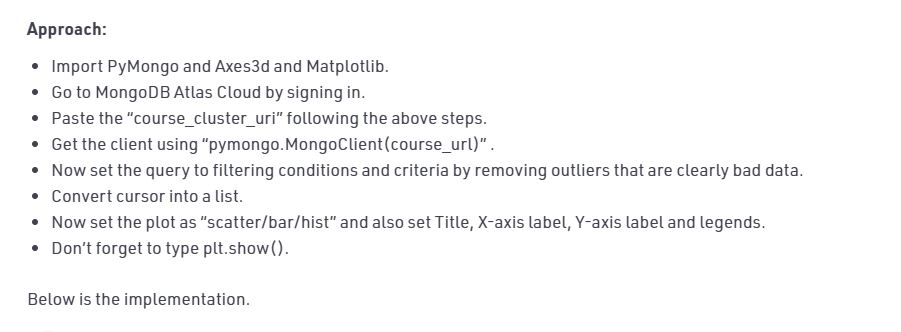 Approach:
• Import PyMongo and Axes3d and Matplotlib.
• Go to MongoDB Atlas Cloud by signing in.
• Paste the “course_cluster_uri” following the above steps.
• Get the client using “pymongo.MongoClient(course_url)” .
• Now set the query to filtering conditions and criteria by removing outliers that are clearly bad data.
• Convert cursor into a list.
• Now set the plot as “scatter/bar/hist” and also set Title, X-axis label, Y-axis label and legends.
• Don’t forget to type plt.show().
Below is the implementation.